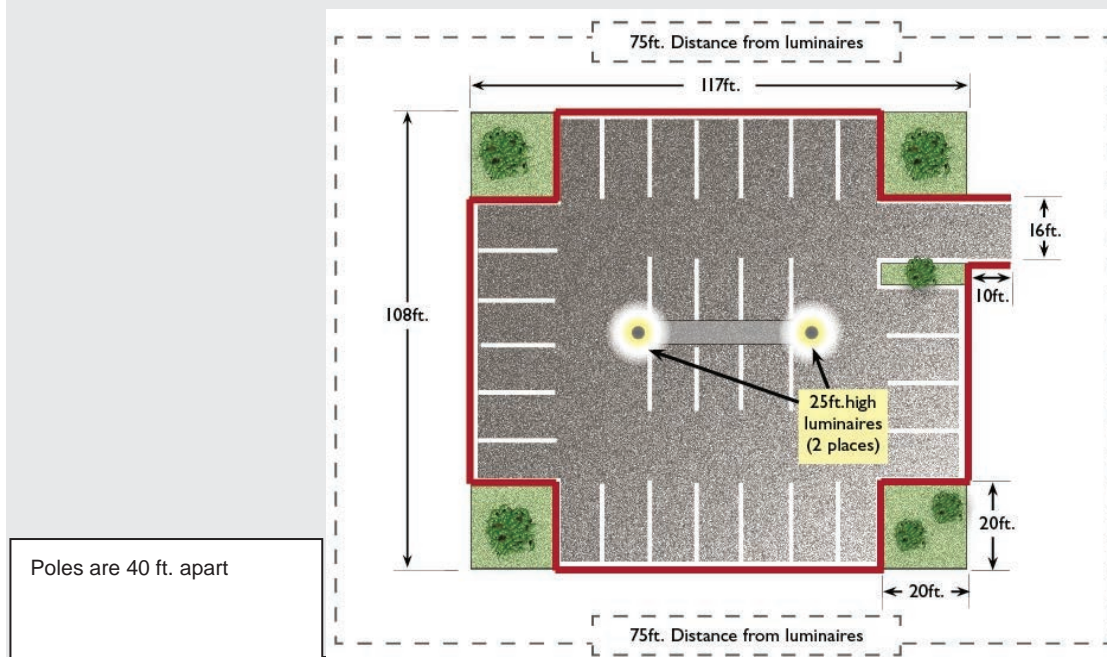 75ft. Distance from luminaires
117ft.
16ft.
10ft.
108ft.
25ft.high
luminaires
(2 places)
20ft.
20ft.
Poles are 40 ft. apart
75ft. Distance from luminaires